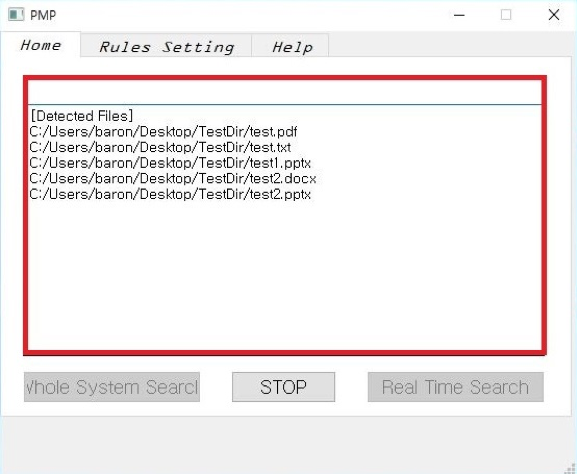 PMP
Home Rules Setting Help
[Detected Files]
C:/Users/baron/Desktop/TestDir/test.pdf
C:/Users/baron/Desktop/TestDir/test.txt
C:/Users/baron/Desktop/TestDir/test1.pptx
C:/Users/baron/Desktop/TestDir/test2.docx
C:/Users/baron/Desktop/TestDir/test2.pptx
Whole System Search STOP Real Time Search